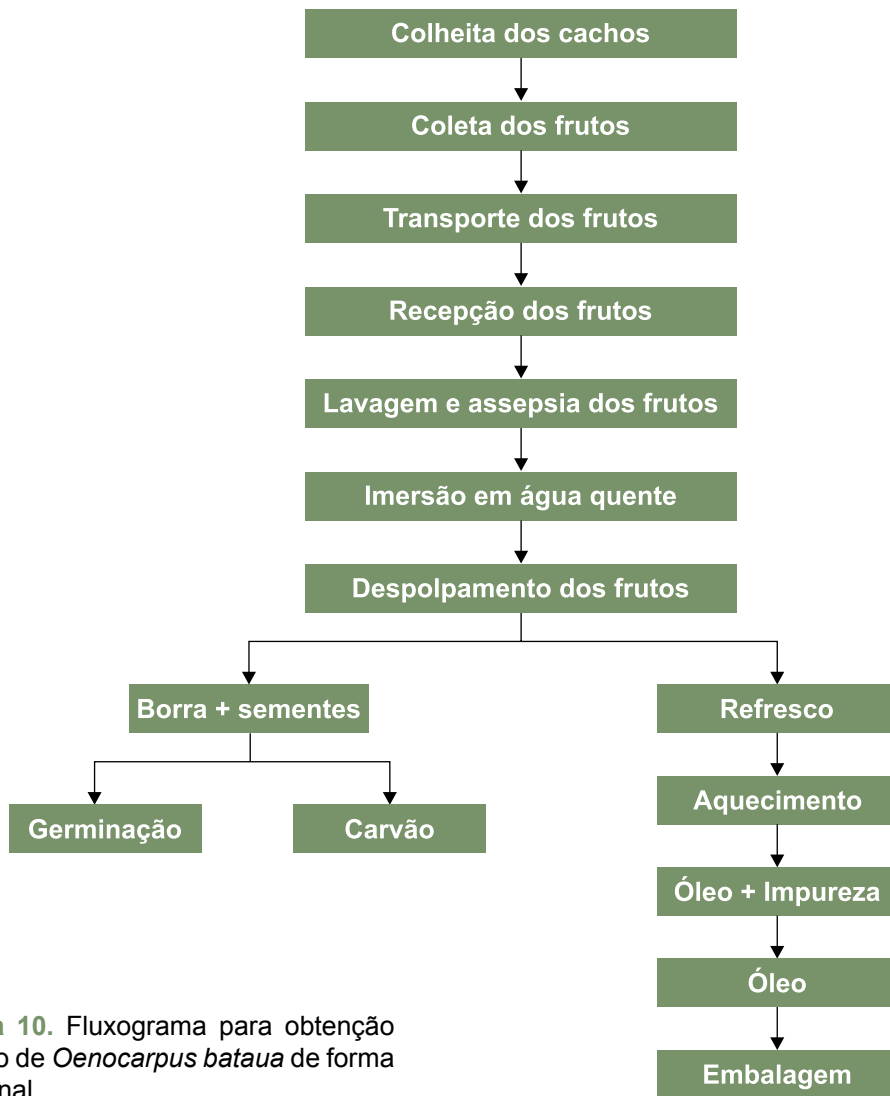 Colheita dos cachos
Coleta dos frutos
Transporte dos frutos
Recepção dos frutos
Lavagem e assepsia dos frutos
Imersão em água quente
Despolpamento dos frutos
Borra + sementes
Refresco
Germinação
Carvão
Aquecimento
Óleo + Impureza
Óleo
Embalagem
10. Fluxograma para obtenção
de Oenocarpus bataua de forma